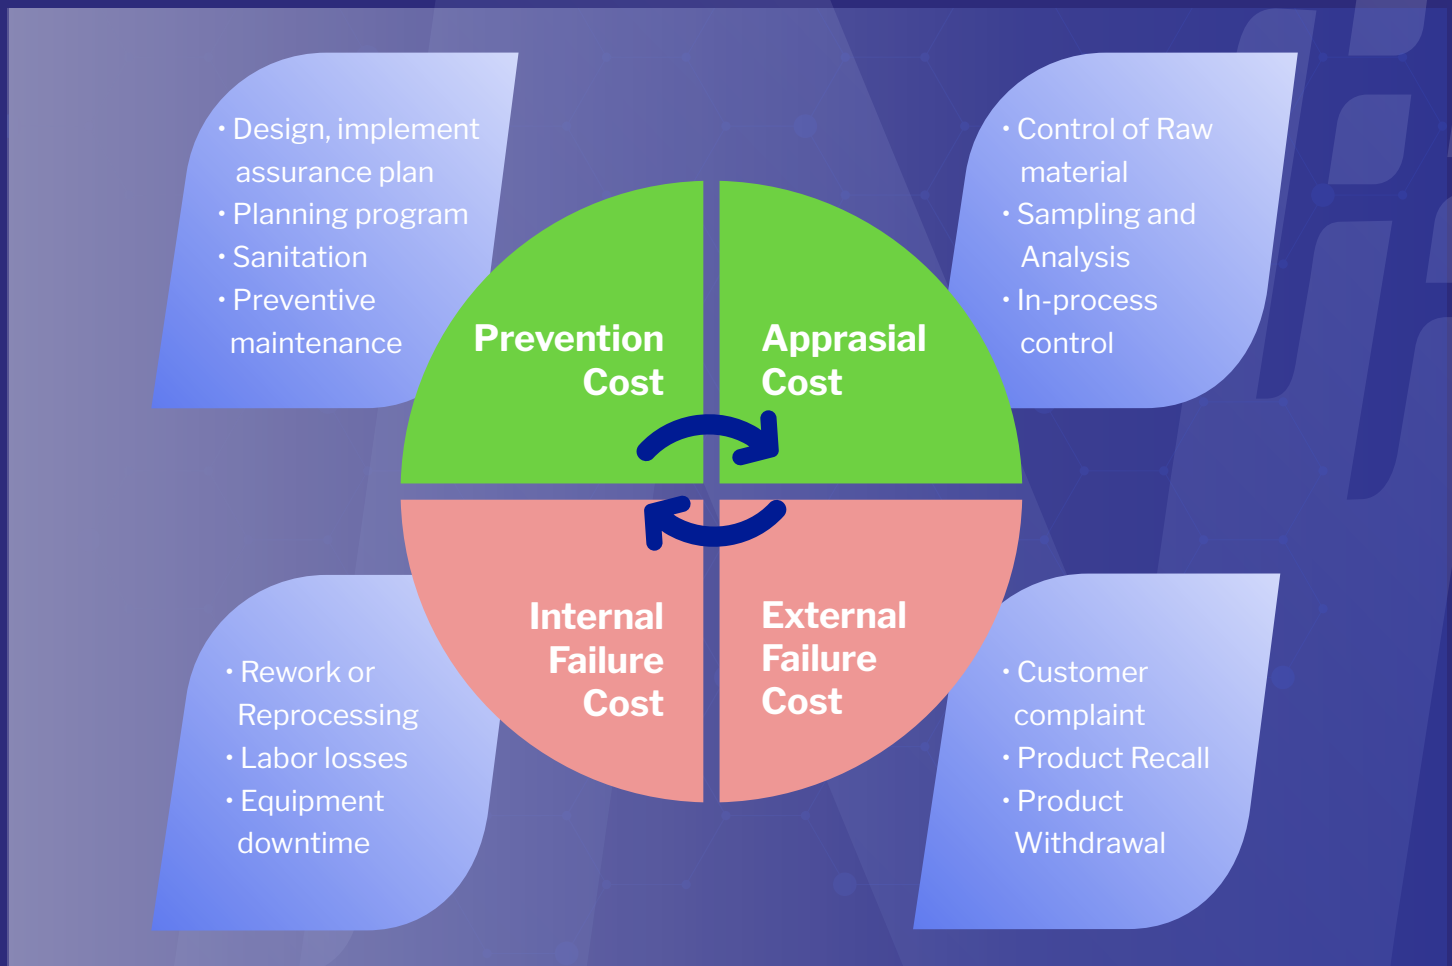 • Design, implement
assurance plan
• Planning program
• Sanitation
• Preventive
maintenance
• Control of Raw
material
• Sampling and
Analysis
• In-process
control
Prevention
Cost
Apprasial
Cost
Internal
Failure
Cost
External
Failure
Cost
• Rework or
Reprocessing
• Labor losses
• Equipment
downtime
• Customer
complaint
• Product Recall
• Product
Withdrawal